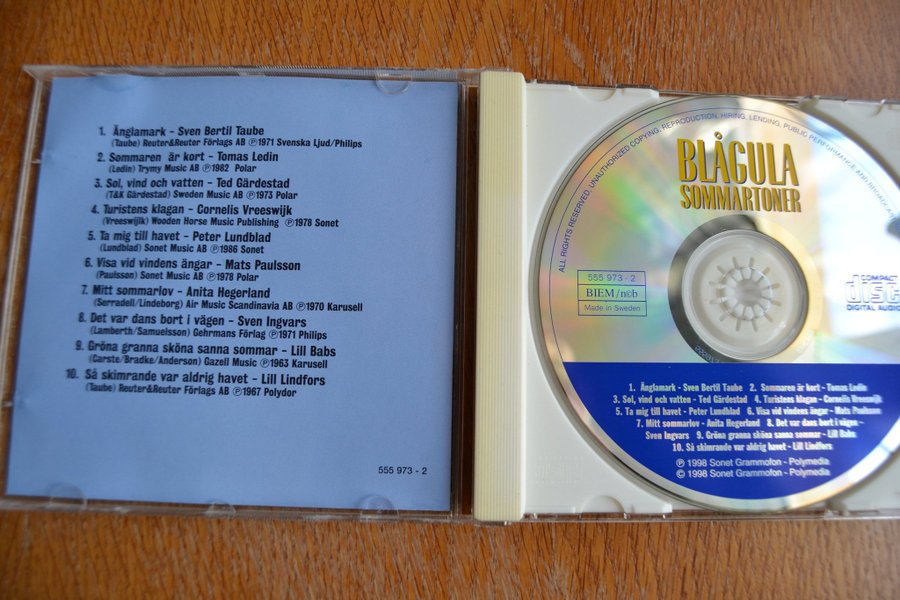 1. Änglamark - Sven Bertil Taube
(Taube) Reuter&Reuter Förlags AB ℗1971 Svenska Ljud/Philips
2. Sommaren är kort - Tomas Ledin
(Ledin) Trymy Music AB ℗1982 Polar
3. Sol, vind och vatten - Ted Gärdestad
(T&K Gärdestad) Sweden Music AB ℗1973 Polar
4. Turistens klagan - Cornelis Vreeswijk
(Vreeswijk) Wooden Horse Music Publishing ℗1978 Sonet
5. Ta mig till havet - Peter Lundblad
(Lundblad) Sonet Music AB ℗1986 Sonet
6. Visa vid vindens ängar - Mats Paulsson
(Paulsson) Sonet Music AB ℗1978 Polar
7. Mitt sommarlov - Anita Hegerland
(Serradell/Lindeborg) Air Music Scandinavia AB ℗1970 Karusell
8. Det var dans bort i vägen - Sven Ingvars
(Lamberth/Samuelsson) Gehrmans Förlag ℗1971 Philips
9. Gröna granna sköna sanna sommar - Lill Babs
(Carste/Bradke/Anderson) Gazell Music ℗1963 Karusell
10. Så skimrande var aldrig havet - Lill Lindfors
(Taube) Reuter&Reuter Förlags AB ℗1967 Polydor
555 973 - 2
ALL RIGHTS RESERVED. UNAUTHORIZED COPYING, REPRODUCTION, HIRING, LENDING, PUBLIC PERFORMANCE AND BROADCAS
BLÅGULA
SOMMARTONER
555 973 - 2
BIEM/n©b
Made in Sweden
COMPACT
disc
DIGITAL AUDIO
1. Änglamark - Sven Bertil Taube 2. Sommaren är kort - Tomas Ledin
3. Sol, vind och vatten - Ted Gärdestad 4. Turistens klagan - Cornelis Vreeswijk
5. Ta mig till havet - Peter Lundblad 6. Visa vid vindens ängar - Mats Paulsson
7. Mitt sommarlov - Anita Hegerland 8. Det var dans bort i vägen -
Sven Ingvars 9. Gröna granna sköna sanna sommar - Lill Babs
10. Så skimrande var aldrig havet - Lill Lindfors
℗ 1998 Sonet Grammofon - Polymedia
© 1998 Sonet Grammofon - Polymedia